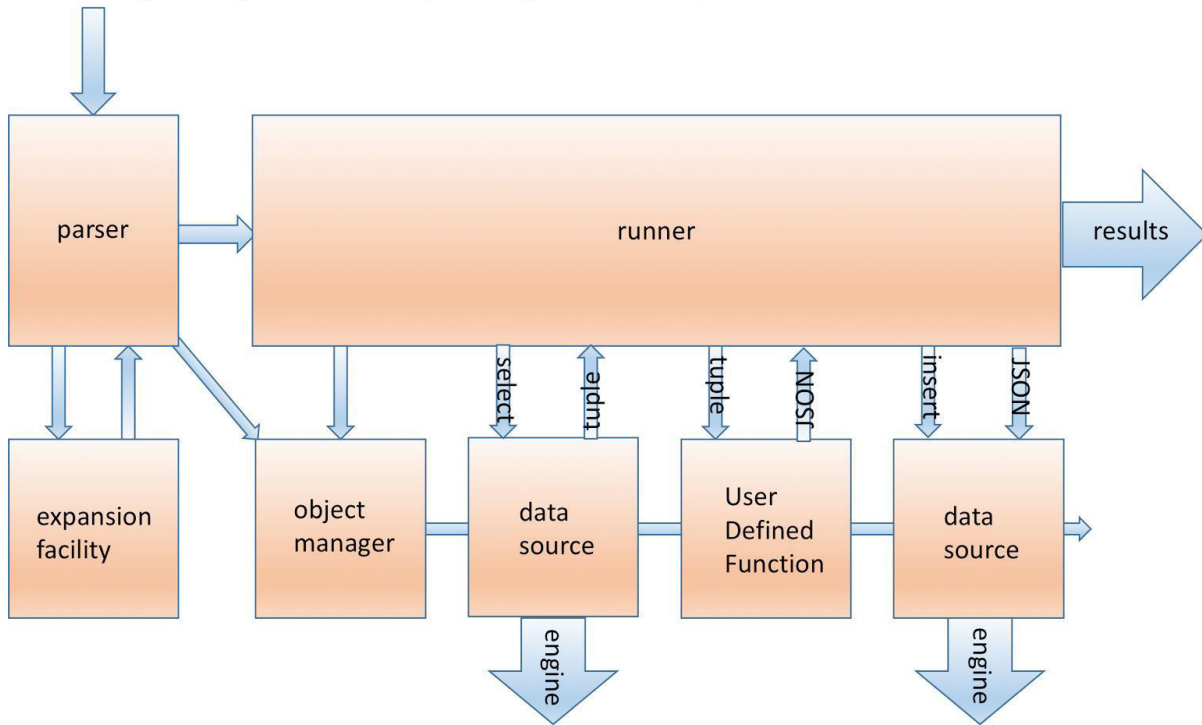 parser
runner
results
select
tuple
tuple
JSON
insert
JSON
expansion
facility
object
manager
data
source
User
Defined
Function
data
source
engine
engine